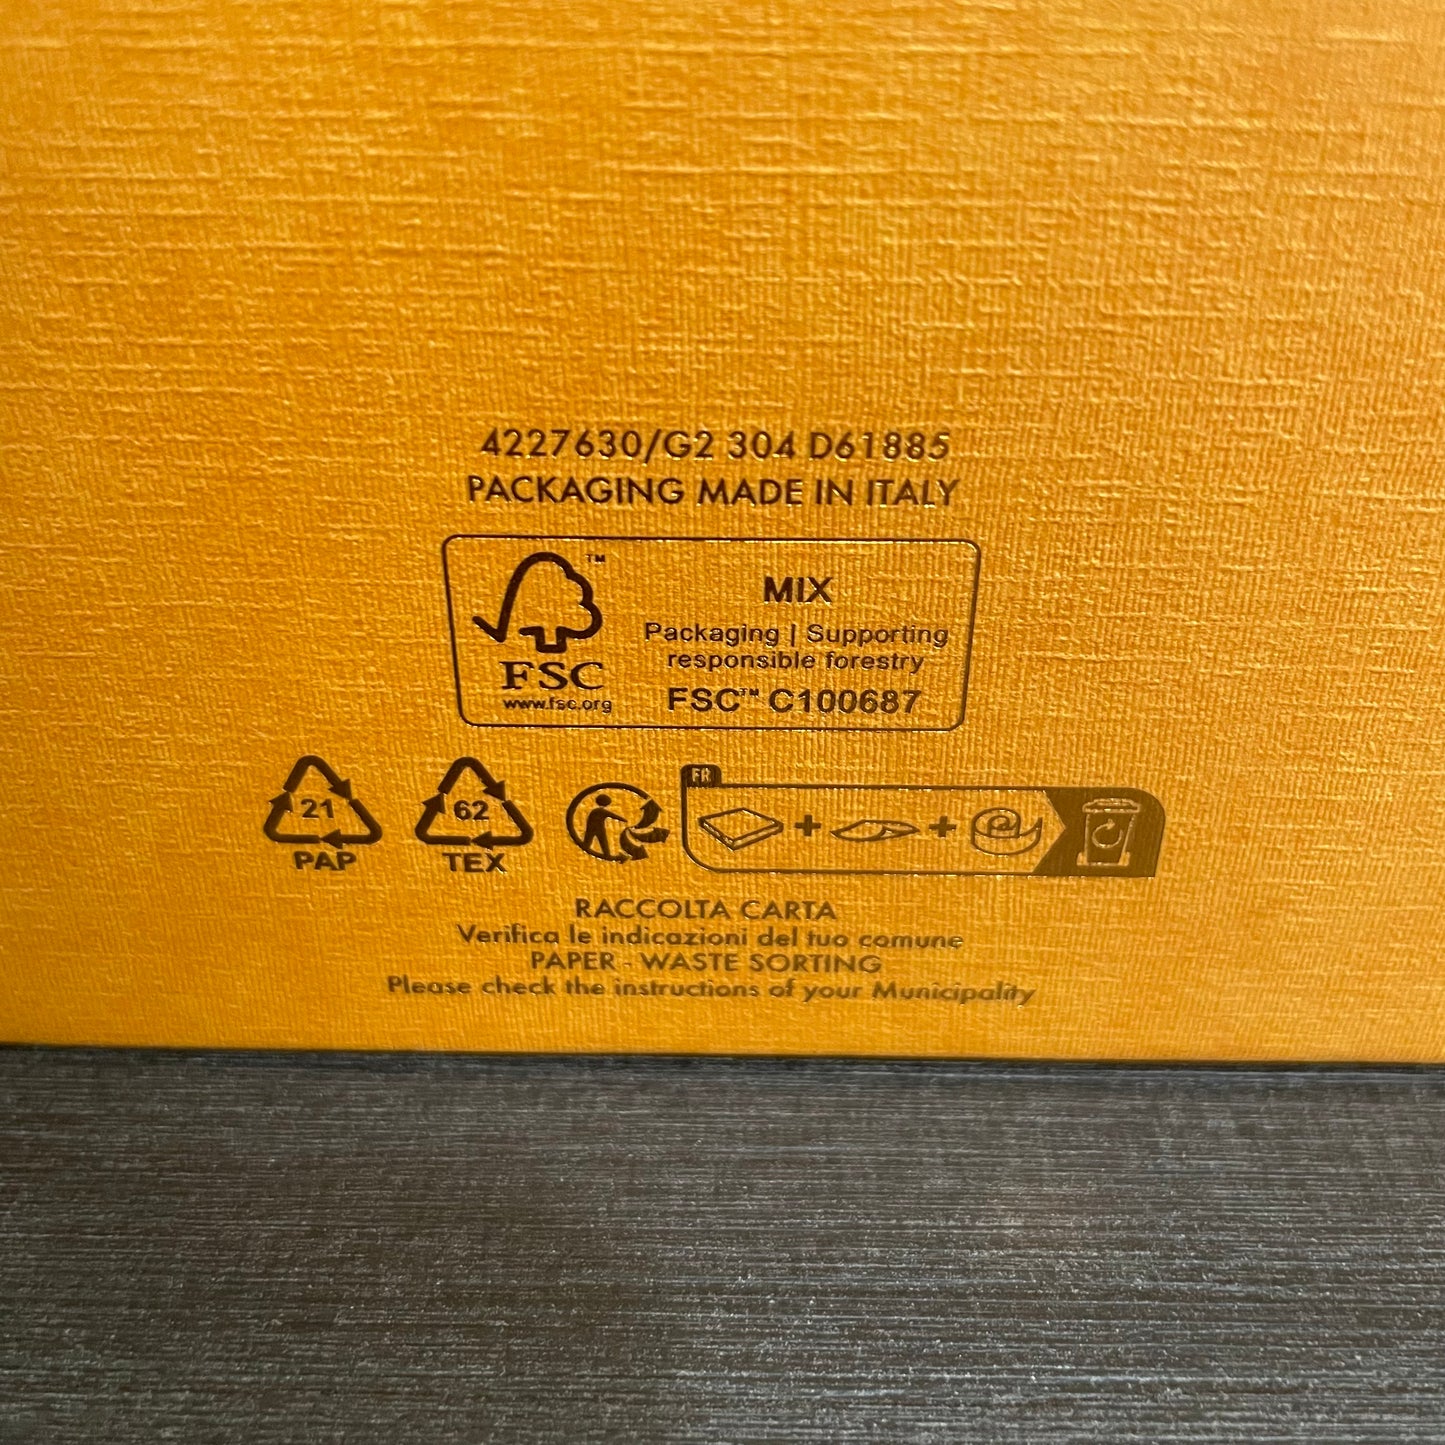 4227630/G2 304 D61885
PACKAGING MADE IN ITALY
FSC™
www.fsc.org
MIX
Packaging | Supporting
responsible forestry
FSC™ C100687
21
PAP
62
TEX
FR
RACCOLTA CARTA
Verifica le indicazioni del tuo comune
PAPER - WASTE SORTING
Please check the instructions of your Municipality